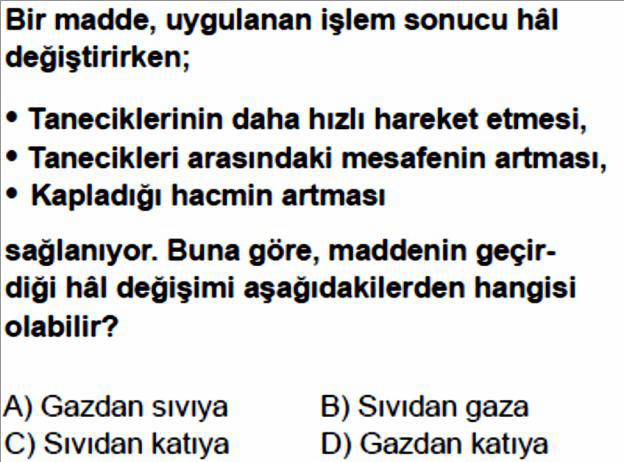 Bir madde, uygulanan işlem sonucu hâl
değiştirirken;
• Taneciklerinin daha hızlı hareket etmesi,
• Tanecikleri arasındaki mesafenin artması,
• Kapladığı hacmin artması
sağlanıyor. Buna göre, maddenin geçir-
diği hâl değişimi aşağıdakilerden hangisi
olabilir?
A) Gazdan sıvıya B) Sıvıdan gaza
C) Sıvıdan katıya D) Gazdan katıya